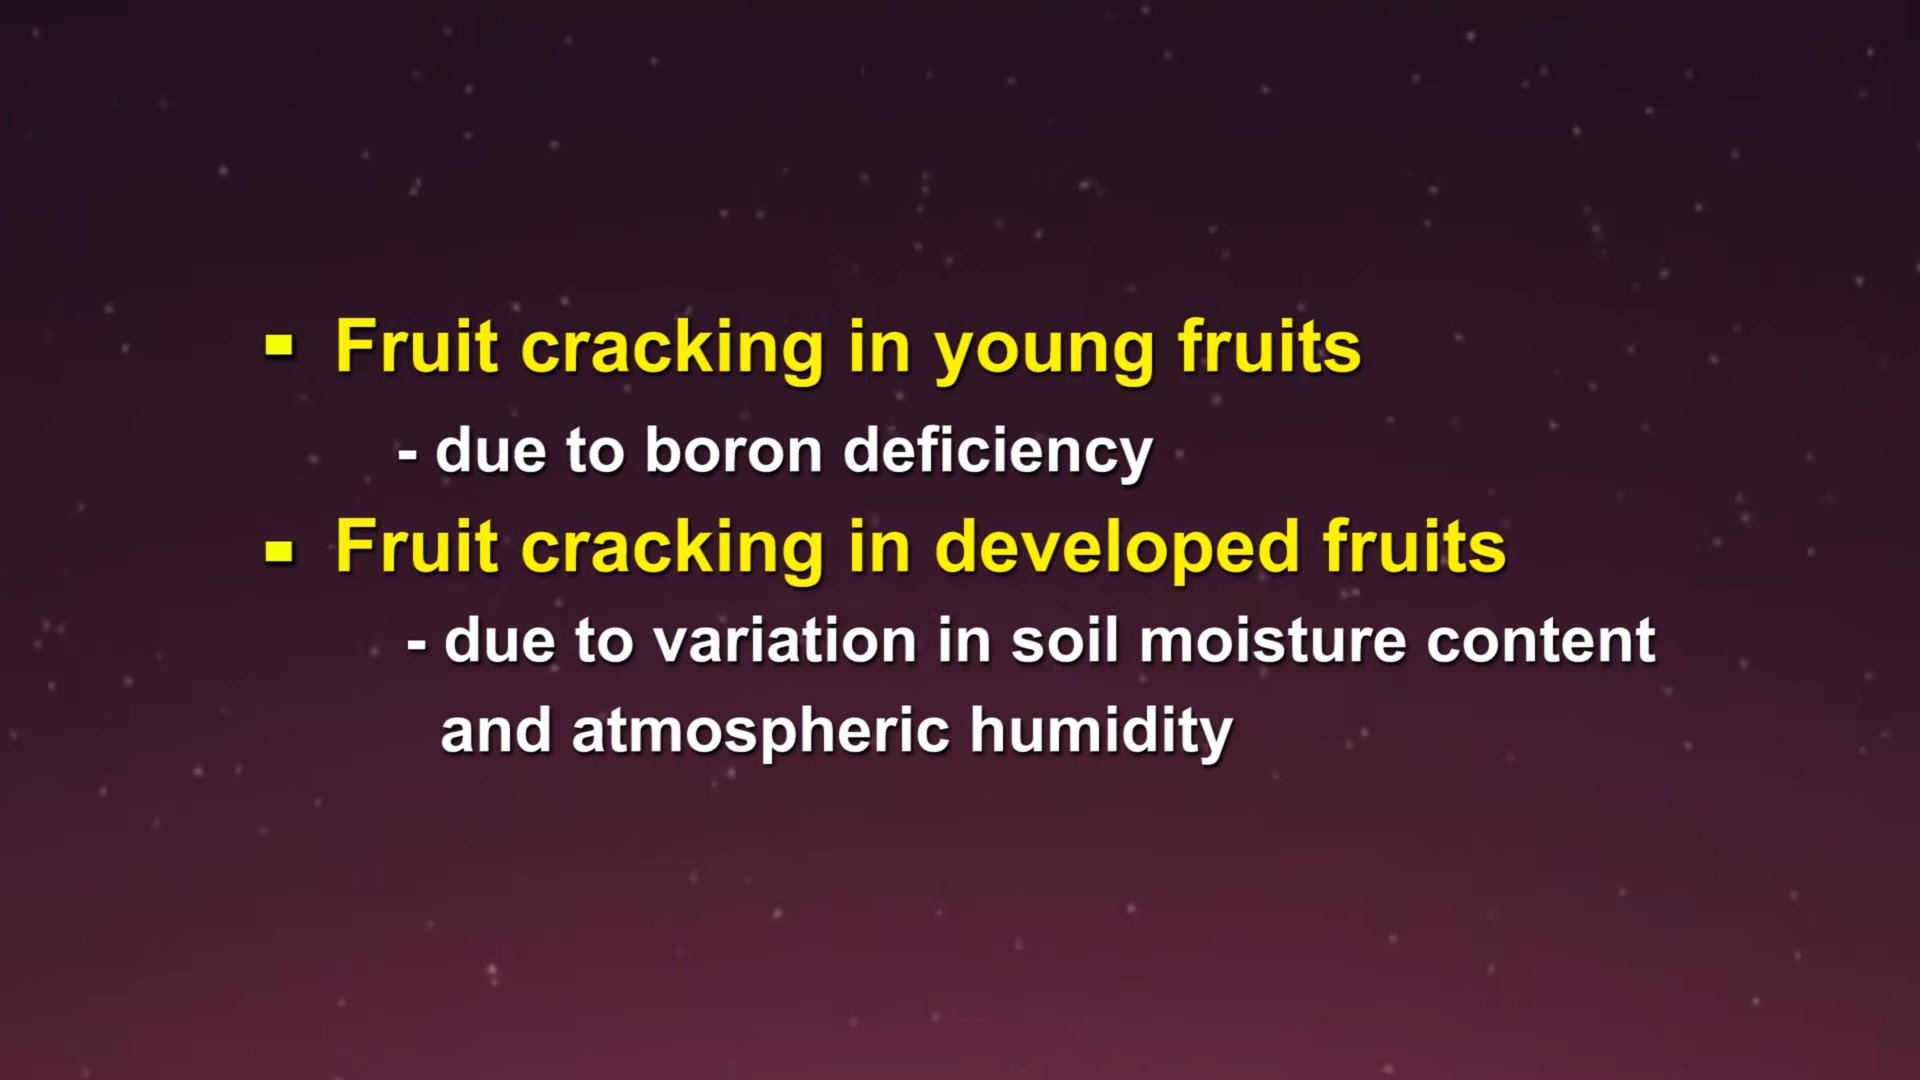 ▪ Fruit cracking in young fruits
- due to boron deficiency
▪ Fruit cracking in developed fruits
- due to variation in soil moisture content
and atmospheric humidity